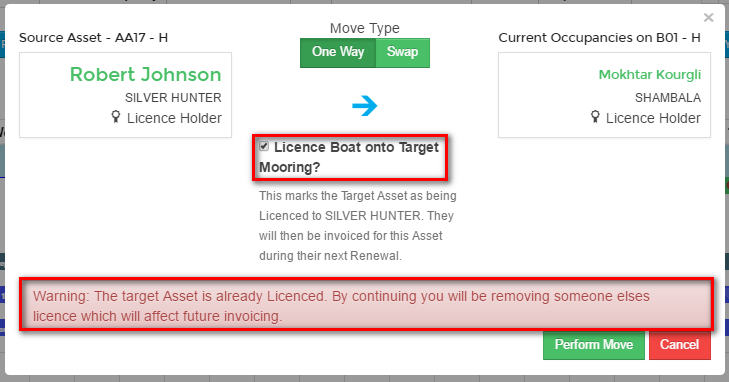 ×
Source Asset - AA17 - H
Robert Johnson
SILVER HUNTER
Licence Holder
Move Type
One Way Swap
Licence Boat onto Target
Mooring?
This marks the Target Asset as being
Licenced to SILVER HUNTER. They
will then be invoiced for this Asset
during their next Renewal.
Current Occupancies on B01 - H
Mokhtar Kourgli
SHAMBALA
Licence Holder
Warning: The target Asset is already Licenced. By continuing you will be removing someone elses
licence which will affect future invoicing.
Perform Move Cancel